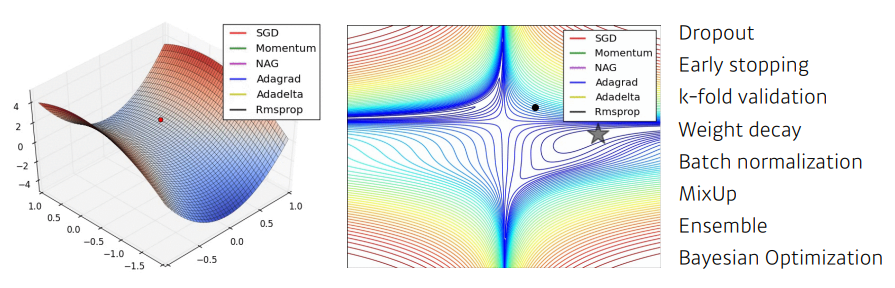 SGD
Momentum
NAG
Adagrad
Adadelta
Rmsprop
4
2
0
−2
−4
1.0
0.5
0.0
−0.5
−1.0
−1.5
−0.5
0.0
0.5
1.0
SGD
Momentum
NAG
Adagrad
Adadelta
Rmsprop
Dropout
Early stopping
k-fold validation
Weight decay
Batch normalization
MixUp
Ensemble
Bayesian Optimization